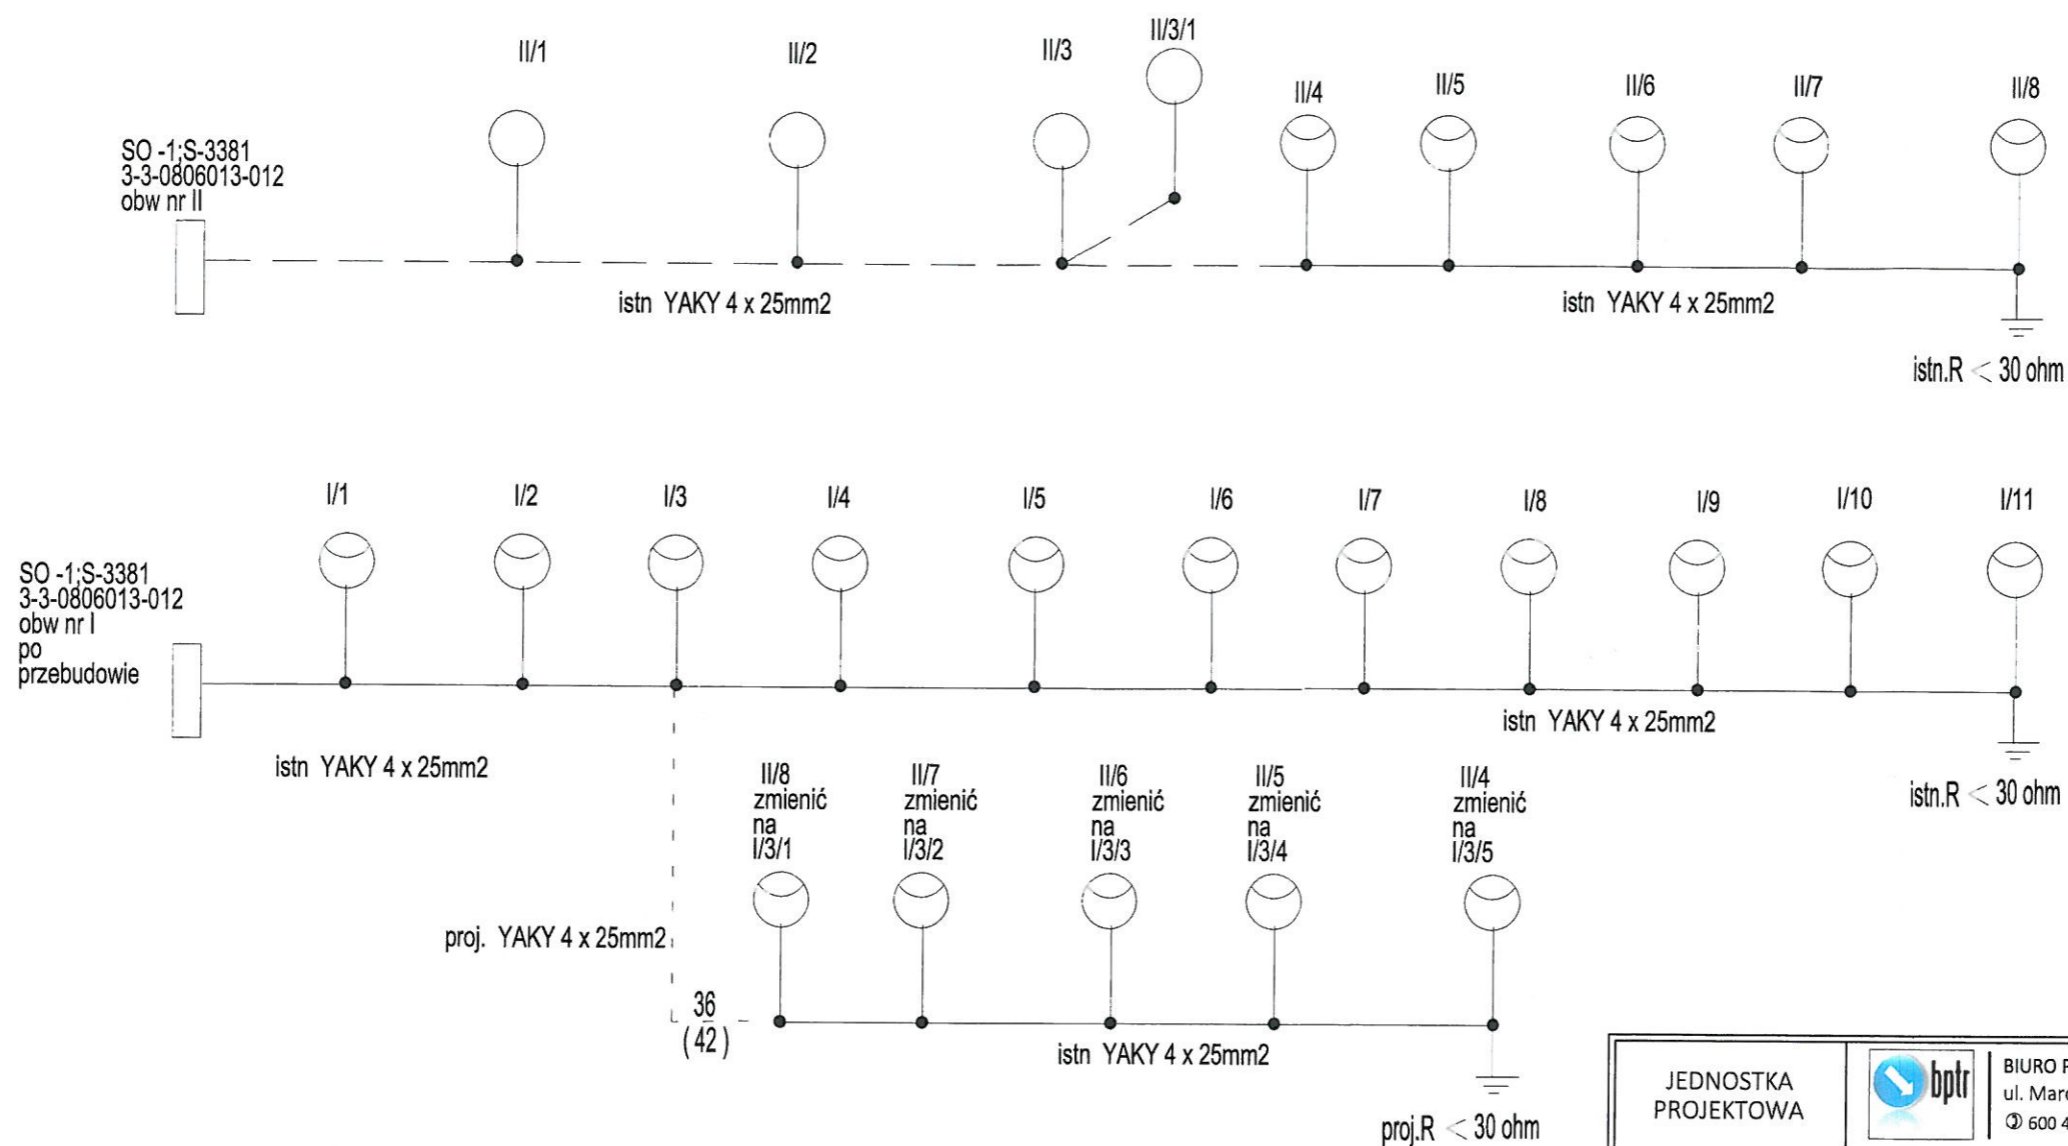 II/1
II/2
II/3
II/3/1
II/4
II/5
II/6
II/7
II/8
SO -1;S-3381
3-3-0806013-012
obw nr II
istn YAKY 4 x 25mm2
istn YAKY 4 x 25mm2
istn.R < 30 ohm
I/1
I/2
I/3
I/4
I/5
I/6
I/7
I/8
I/9
I/10
I/11
SO -1;S-3381
3-3-0806013-012
obw nr I
po
przebudowie
istn YAKY 4 x 25mm2
istn YAKY 4 x 25mm2
istn.R < 30 ohm
II/8
zmienić
na
I/3/1
II/7
zmienić
na
I/3/2
II/6
zmienić
na
I/3/3
II/5
zmienić
na
I/3/4
II/4
zmienić
na
I/3/5
proj. YAKY 4 x 25mm2
36
(42)
istn YAKY 4 x 25mm2
proj.R < 30 ohm
JEDNOSTKA
PROJEKTOWA
bptr
BIURO
ul.
600